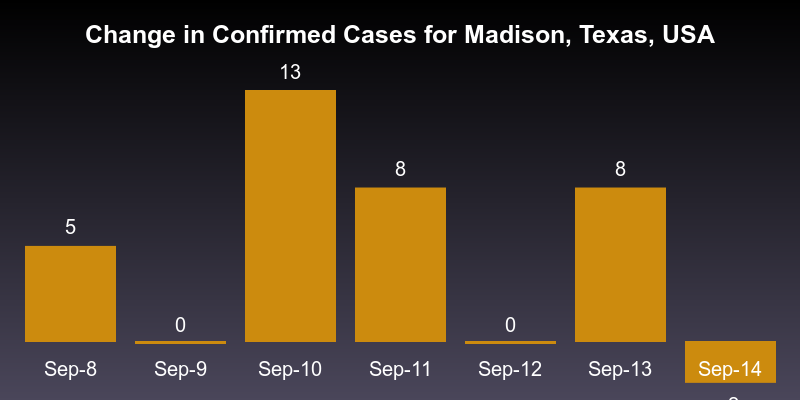 Change in Confirmed Cases for Madison, Texas, USA
13
8
8
5
0
0
Sep-8
Sep-9
Sep-10
Sep-11
Sep-12
Sep-13
Sep-14